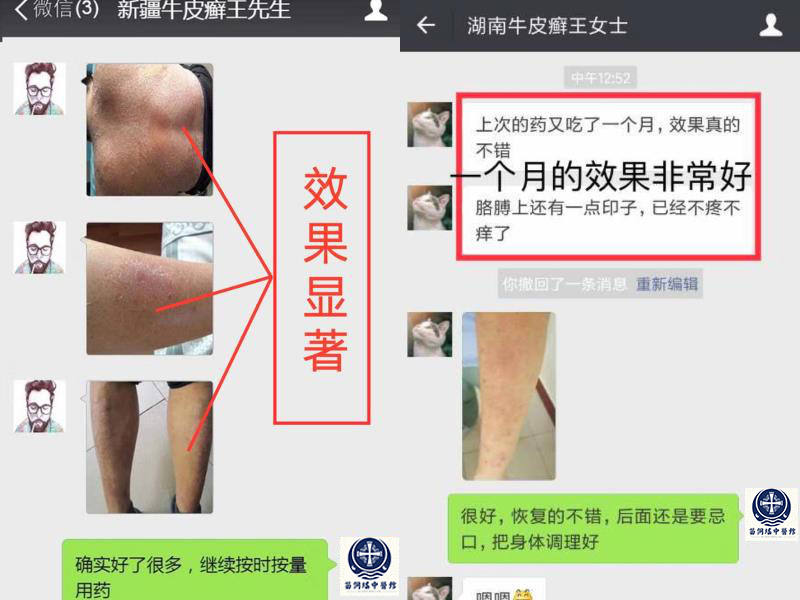 微信(3)
新疆牛皮癣王先生
效果显著
确实好了很多，继续按时按量
用药
湖南牛皮癣王女士
中午12:52
上次的药又吃了一个月，效果真的
不错
一个月的效果非常好
胳膊上还有一点印子，已经不疼不
痒了
你撤回了一条消息 重新编辑
很好，恢复的不错，后面还是要忌
口，把身体调理好
嗯嗯